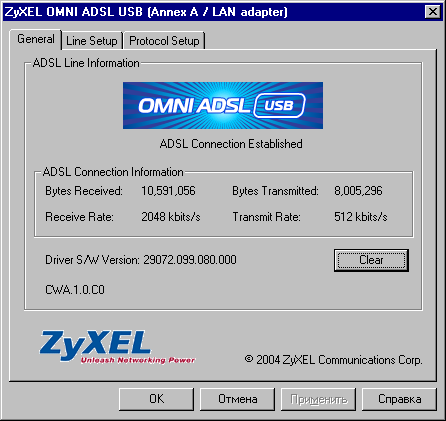 ZyXEL OMNI ADSL USB (Annex A / LAN adapter)
General Line Setup Protocol Setup
ADSL Line Information
OMNI ADSL USB
ADSL Connection Established
ADSL Connection Information
Bytes Received: 10,591,056 Bytes Transmitted: 8,005,296
Receive Rate: 2048 kbits/s Transmit Rate: 512 kbits/s
Driver S/W Version: 29072.099.080.000 Clear
CWA.1.0.C0
ZyXEL
Unleash Networking Power
© 2004 ZyXEL Communications Corp.
OK Отмена Применить Справка